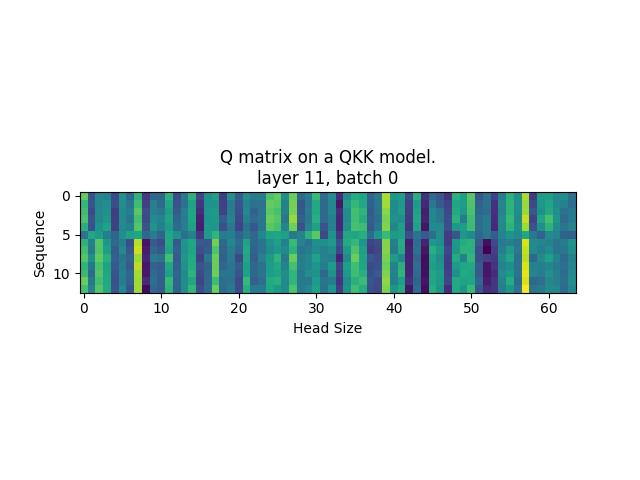 Q matrix on a QKK model.
layer 11, batch 0
0
5
10
Sequence
0 10 20 30 40 50 60
Head Size